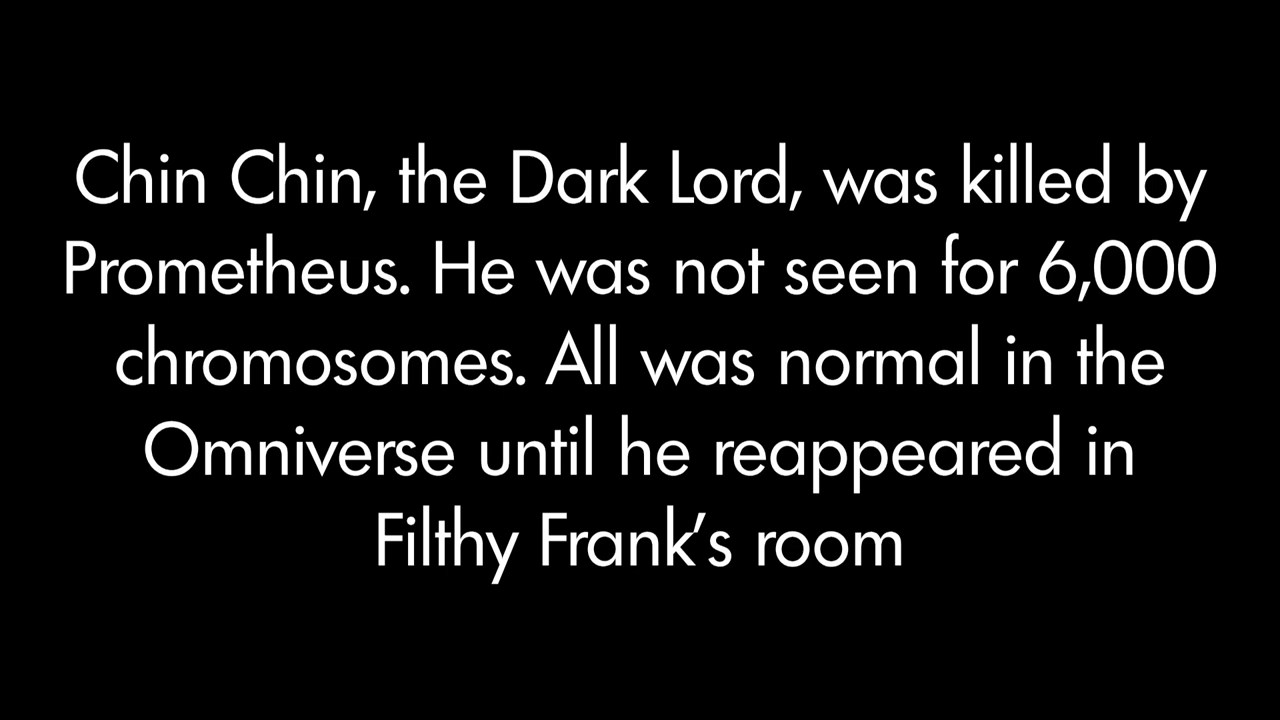 Chin Chin, the Dark Lord, was killed by
Prometheus. He was not seen for 6,000
chromosomes. All was normal in the
Omniverse until he reappeared in
Filthy Frank’s room